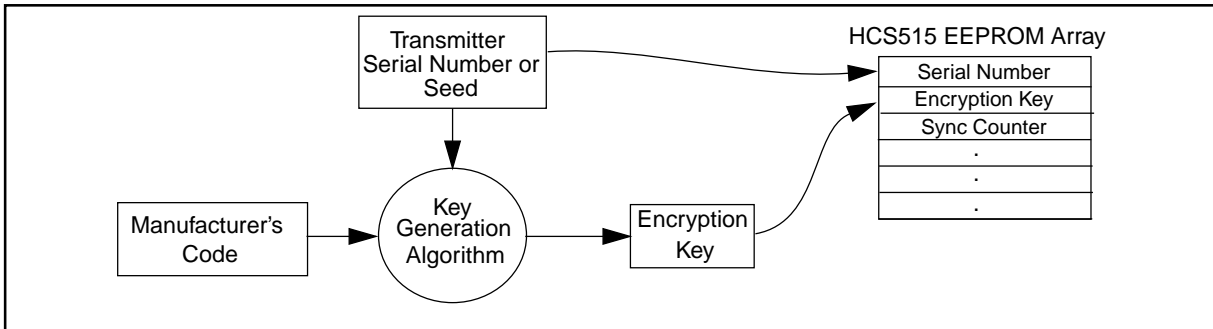 Transmitter
Serial Number or
Seed
HCS515 EEPROM Array
Serial Number
Encryption Key
Sync Counter
.
.
.
Manufacturer's
Code
Key
Generation
Algorithm
Encryption
Key